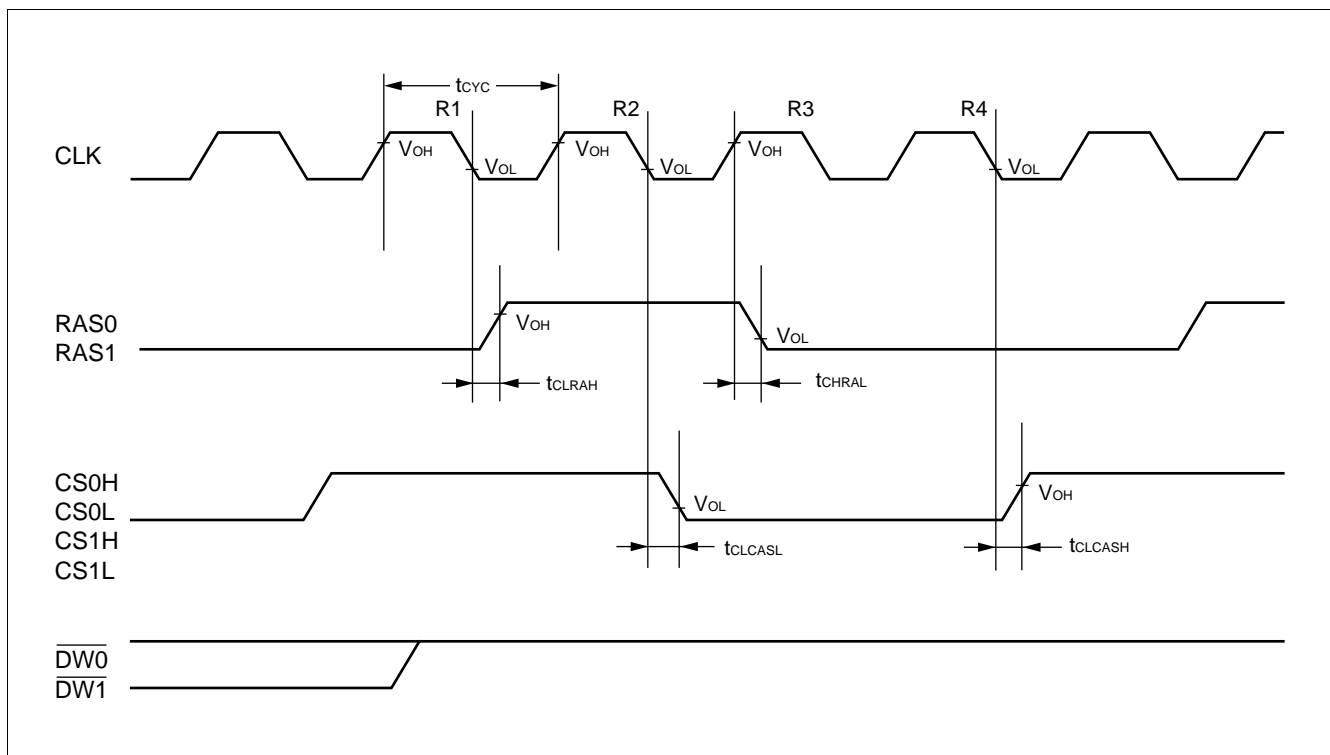 tCYC
R1 R2 R3 R4
CLK VOH VOL VOH VOL VOH VOL
RAS0 VOH VOL
RAS1
tCLRAH tCHRAL
CS0H VOH
CS0L VOL
CS1H tCLCASL tCLCASH
CS1L
DW0
DW1